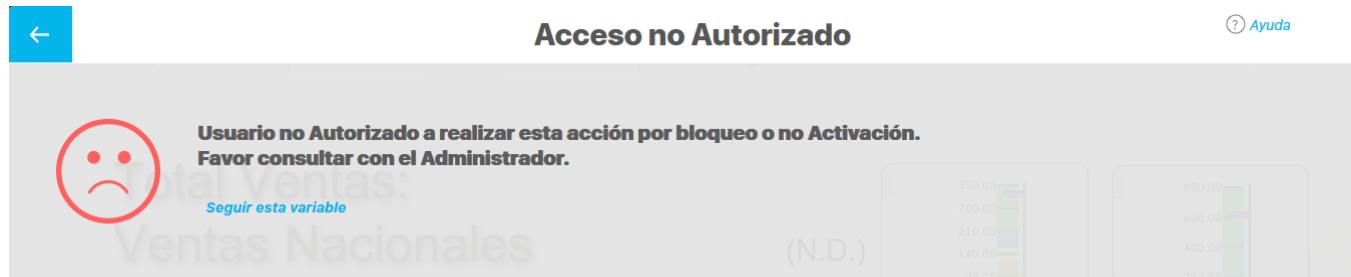 Acceso no Autorizado
? Ayuda
Usuario no Autorizado a realizar esta acción por bloqueo o no Activación.
Favor consultar con el Administrador.
Seguir esta variable
Total Ventas:
Ventas Nacionales
(N.D.)
350.00
280.00
210.00
140.00
800.00
600.00
400.00